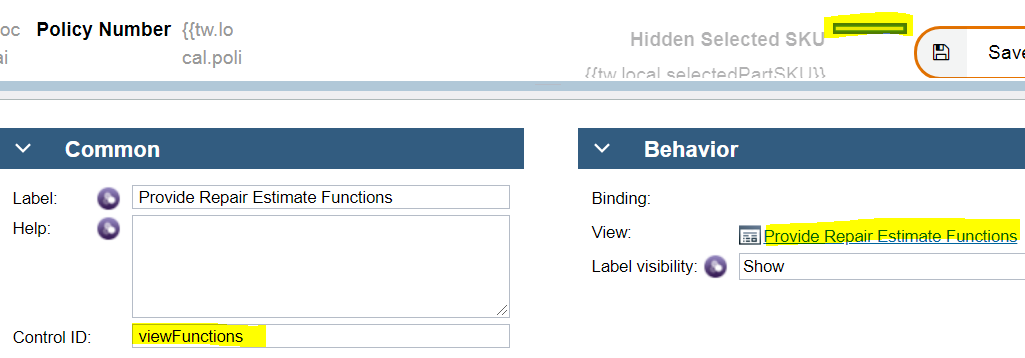 oc Policy Number {{tw.lo
ai cal.poli
Hidden Selected SKU
{{tw.local.selectedPartSKU}}
Save
Common
Label: Provide Repair Estimate Functions
Help:
Control ID: viewFunctions
Behavior
Binding:
View: Provide Repair Estimate Functions
Label visibility: Show